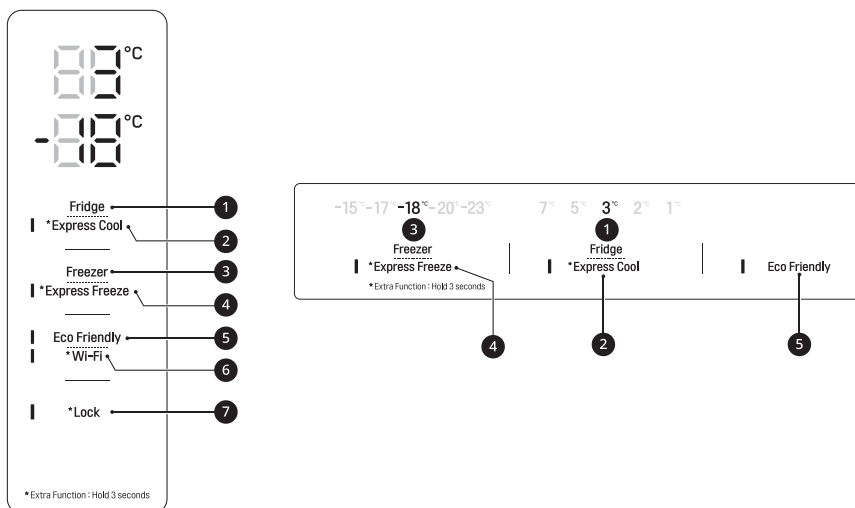 3 °C
-18 °C
Fridge 1
*Express Cool 2
Freezer 3
*Express Freeze 4
Eco Friendly 5
*Wi-Fi 6
*Lock 7
* Extra Function : Hold 3 seconds
-15°C -17°C -18°C -20°C -23°C 7°C 5°C 3°C 2°C 1°C
3 1
Freezer Fridge
*Express Freeze *Express Cool Eco Friendly
* Extra Function : Hold 3 seconds
4 2 5